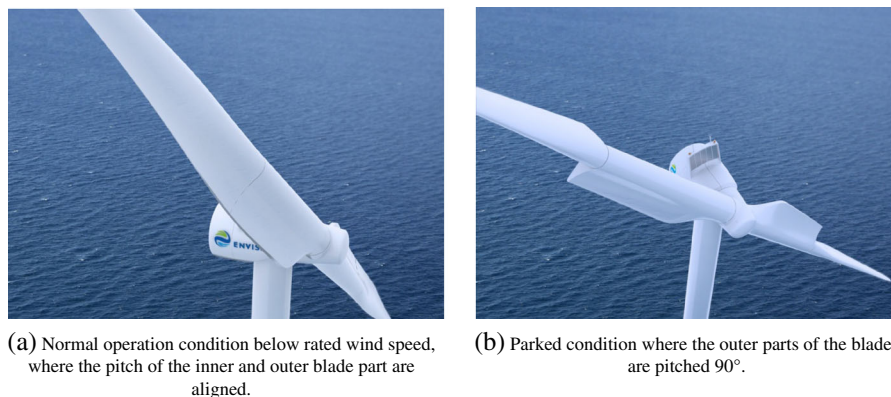 ENVIS
(a) Normal operation condition below rated wind speed,
where the pitch of the inner and outer blade part are
aligned.
(b) Parked condition where the outer parts of the blade
are pitched 90°.